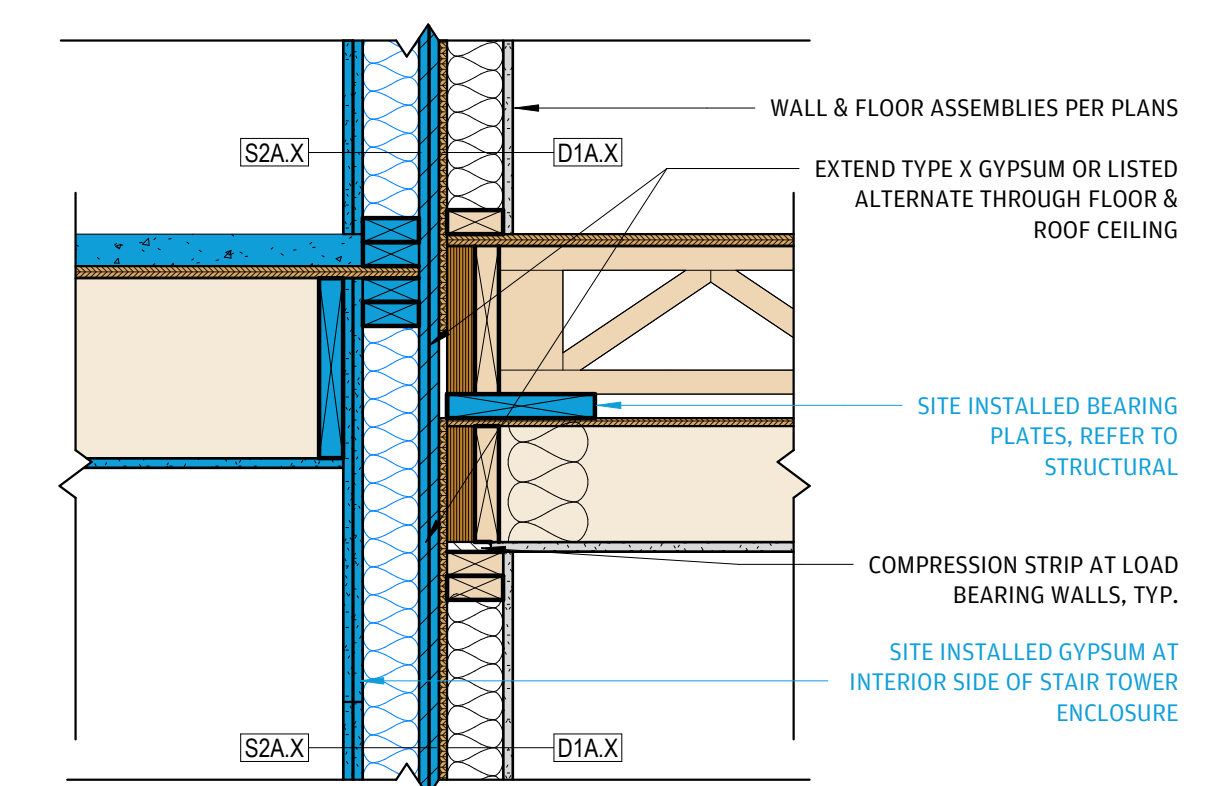 WALL & FLOOR ASSEMBLIES PER PLANS
S2A.X
D1A.X
EXTEND TYPE X GYPSUM OR LISTED
ALTERNATE THROUGH FLOOR &
ROOF CEILING
SITE INSTALLED BEARING
PLATES, REFER TO
STRUCTURAL
COMPRESSION STRIP AT LOAD
BEARING WALLS, TYP.
SITE INSTALLED GYPSUM AT
INTERIOR SIDE OF STAIR TOWER
ENCLOSURE
S2A.X
D1A.X